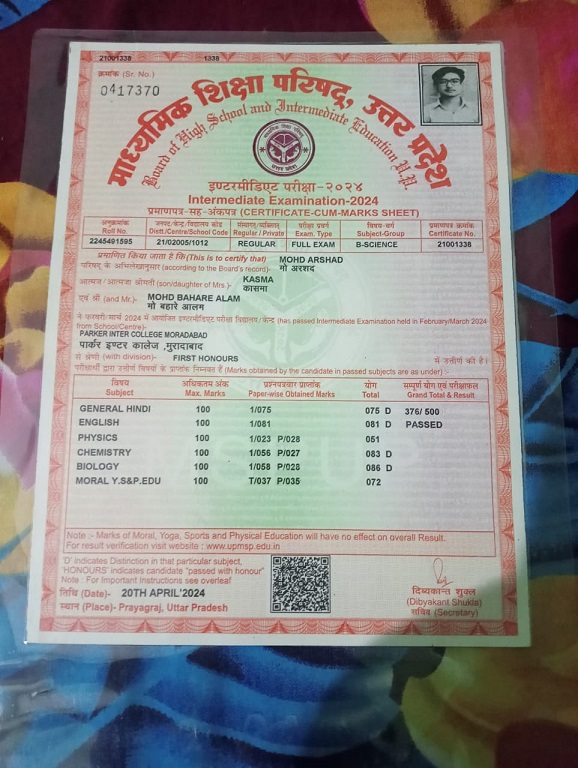 21001338 1338
क्रमांक (Sr. No.)
0417370
माध्यमिक शिक्षा परिषद्, उत्तर प्रदेश
Board of High School and Intermediate Education U.P.
इण्टरमीडिएट परीक्षा-२०२४
Intermediate Examination-2024
प्रमाणपत्र-सह-अंकपत्र (CERTIFICATE-CUM-MARKS SHEET)
अनुक्रमांक जनपद/केन्द्र/विद्यालय कोड संस्थागत/व्यक्तिगत परीक्षा प्रवर्ग विषय-वर्ग प्रमाणपत्र क्रमांक
Roll No. Distt./Centre/School Code Regular / Private Exam. Type Subject-Group Certificate No.
2245491595 21/02005/1012 REGULAR FULL EXAM B-SCIENCE 21001338
प्रमाणित किया जाता है कि(This is to certify that) MOHD ARSHAD
परिषद के अभिलेखानुसार (according to the Board's record)- मो अरशद
आत्मज / आत्मजा श्रीमती (son/daughter of Mrs.)- KASMA
कासमा
एवं श्री (and Mr.)- MOHD BAHARE ALAM
मो बहारे आलम
ने फरवरी/मार्च 2024 में आयोजित इण्टरमीडिएट परीक्षा विद्यालय / केन्द्र (has passed Intermediate Examination held in February/March 2024
from School/Centre)-
PARKER INTER COLLEGE MORADABAD
पार्कर इण्टर कालेज ,मुरादाबाद
से श्रेणी (with division)- FIRST HONOURS में उत्तीर्ण की है।
परीक्षार्थी द्वारा उत्तीर्ण विषयों के प्राप्तांक निम्नवत हैं (Marks obtained by the candidate in passed subjects are as under) :-
विषय अधिकतम अंक प्रश्नपत्रवार प्राप्तांक योग सम्पूर्ण योग एवं परीक्षाफल
Subject Max. Marks Paper-wise Obtained Marks Total Grand Total & Result
GENERAL HINDI 100 1/075 075 D 376/ 500
ENGLISH 100 1/081 081 D PASSED
PHYSICS 100 1/023 P/028 051
CHEMISTRY 100 1/056 P/027 083 D
BIOLOGY 100 1/058 P/028 086 D
MORAL Y.S&P.EDU 100 T/037 P/035 072
Note :- Marks of Moral, Yoga, Sports and Physical Education will have no effect on overall Result.
For result verification visit website : www.upmsp.edu.in
'D' indicates Distinction in that particular subject,
'HONOURS' indicates candidate "passed with honour"
Note : For Important Instructions see overleaf
तिथि (Date)- 20TH APRIL'2024
स्थान (Place)- Prayagraj, Uttar Pradesh
दिब्यकान्त शुक्ल
(Dibyakant Shukla)
सचिव (Secretary)